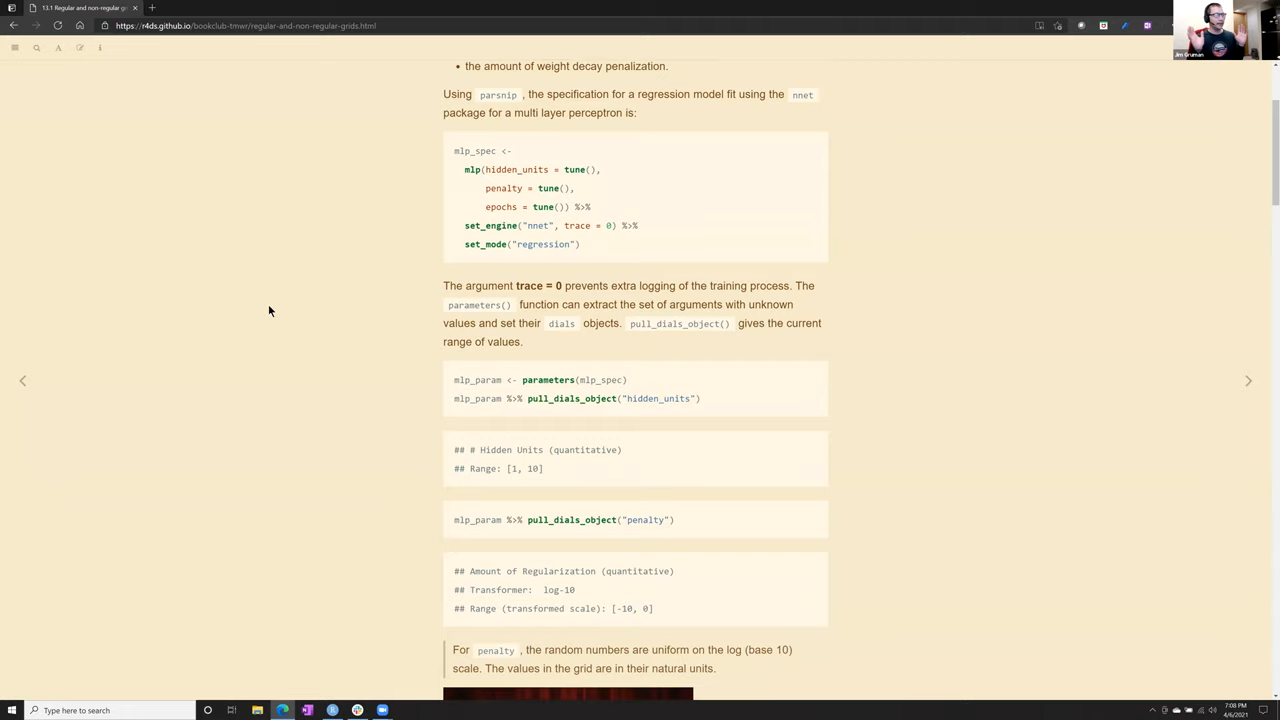 13.1 Regular and non-regular gr
https://r4ds.github.io/bookclub-tmwr/regular-and-non-regular-grids.html
Jim Gruman
• the amount of weight decay penalization.
Using parsnip , the specification for a regression model fit using the nnet
package for a multi layer perceptron is:
mlp_spec <-
mlp(hidden_units = tune(),
penalty = tune(),
epochs = tune()) %>%
set_engine("nnet", trace = 0) %>%
set_mode("regression")
The argument trace = 0 prevents extra logging of the training process. The
parameters() function can extract the set of arguments with unknown
values and set their dials objects. pull_dials_object() gives the current
range of values.
mlp_param <- parameters(mlp_spec)
mlp_param %>% pull_dials_object("hidden_units")
## # Hidden Units (quantitative)
## Range: [1, 10]
mlp_param %>% pull_dials_object("penalty")
## Amount of Regularization (quantitative)
## Transformer: log-10
## Range (transformed scale): [-10, 0]
For penalty , the random numbers are uniform on the log (base 10)
scale. The values in the grid are in their natural units.
Type here to search
7:08 PM
4/6/2021